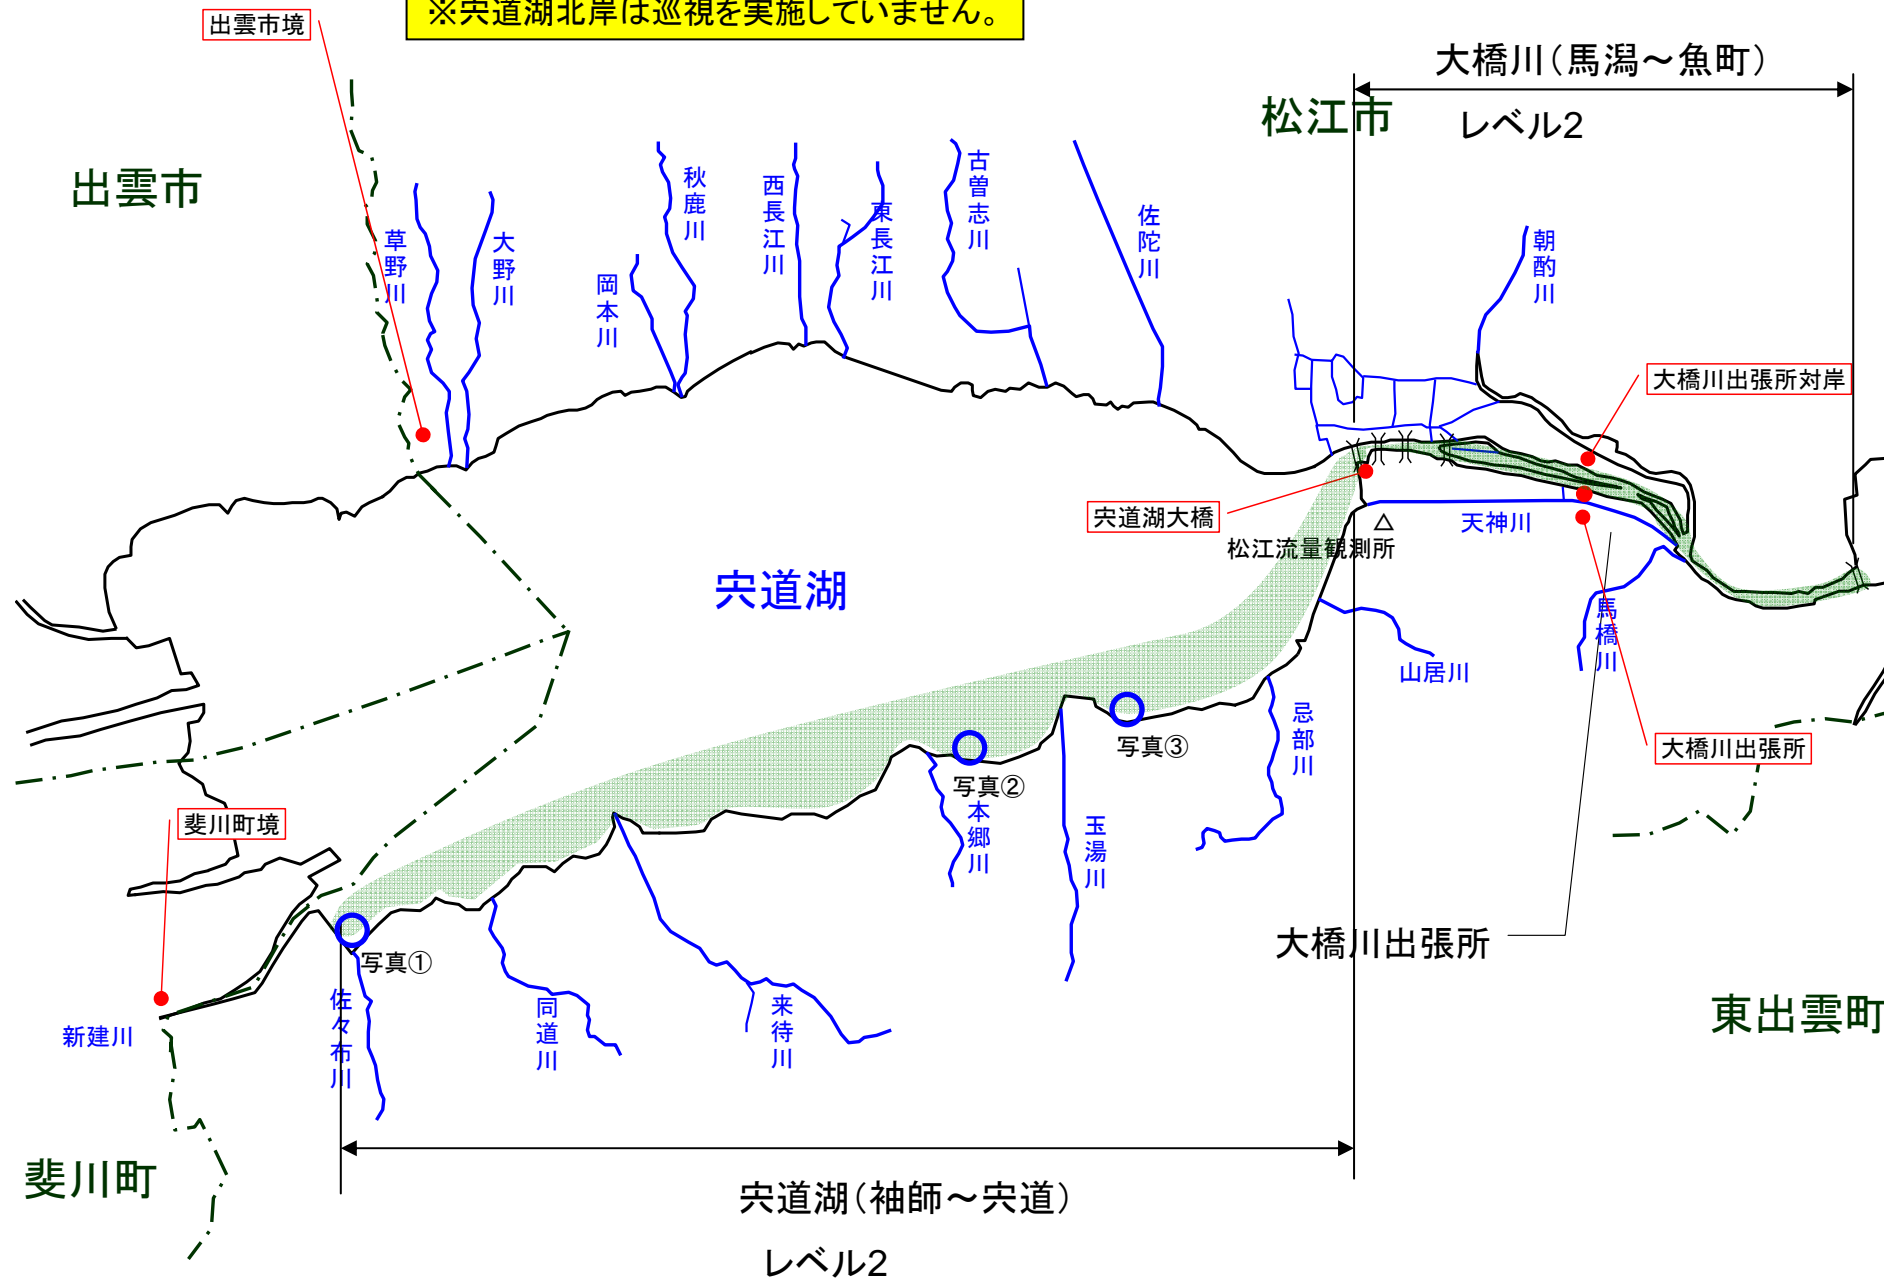 ※宍道湖北岸は巡視を実施していません。
出雲市境
大橋川（馬潟～魚町）
レベル2
松江市
出雲市
草野川
大野川
岡本川
秋鹿川
西長江川
東長江川
古曽志川
佐陀川
朝酌川
大橋川出張所対岸
宍道湖大橋
松江流量観測所
天神川
宍道湖
馬橋川
山居川
忌部川
大橋川出張所
写真③
写真②
本郷川
玉湯川
斐川町境
大橋川出張所
写真①
佐々布川
同道川
来待川
新建川
東出雲町
斐川町
宍道湖（袖師～宍道）
レベル2